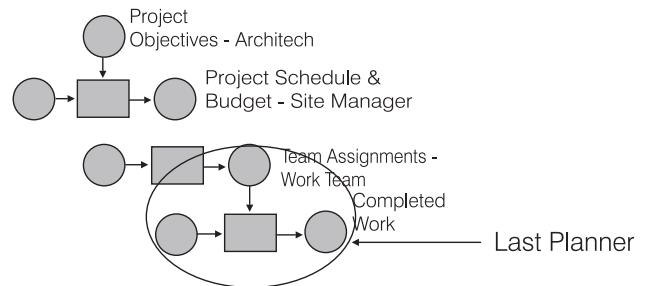 Project
Objectives - Architech
Project Schedule &
Budget - Site Manager
Team Assignments -
Work Team
Completed
Work
Last Planner